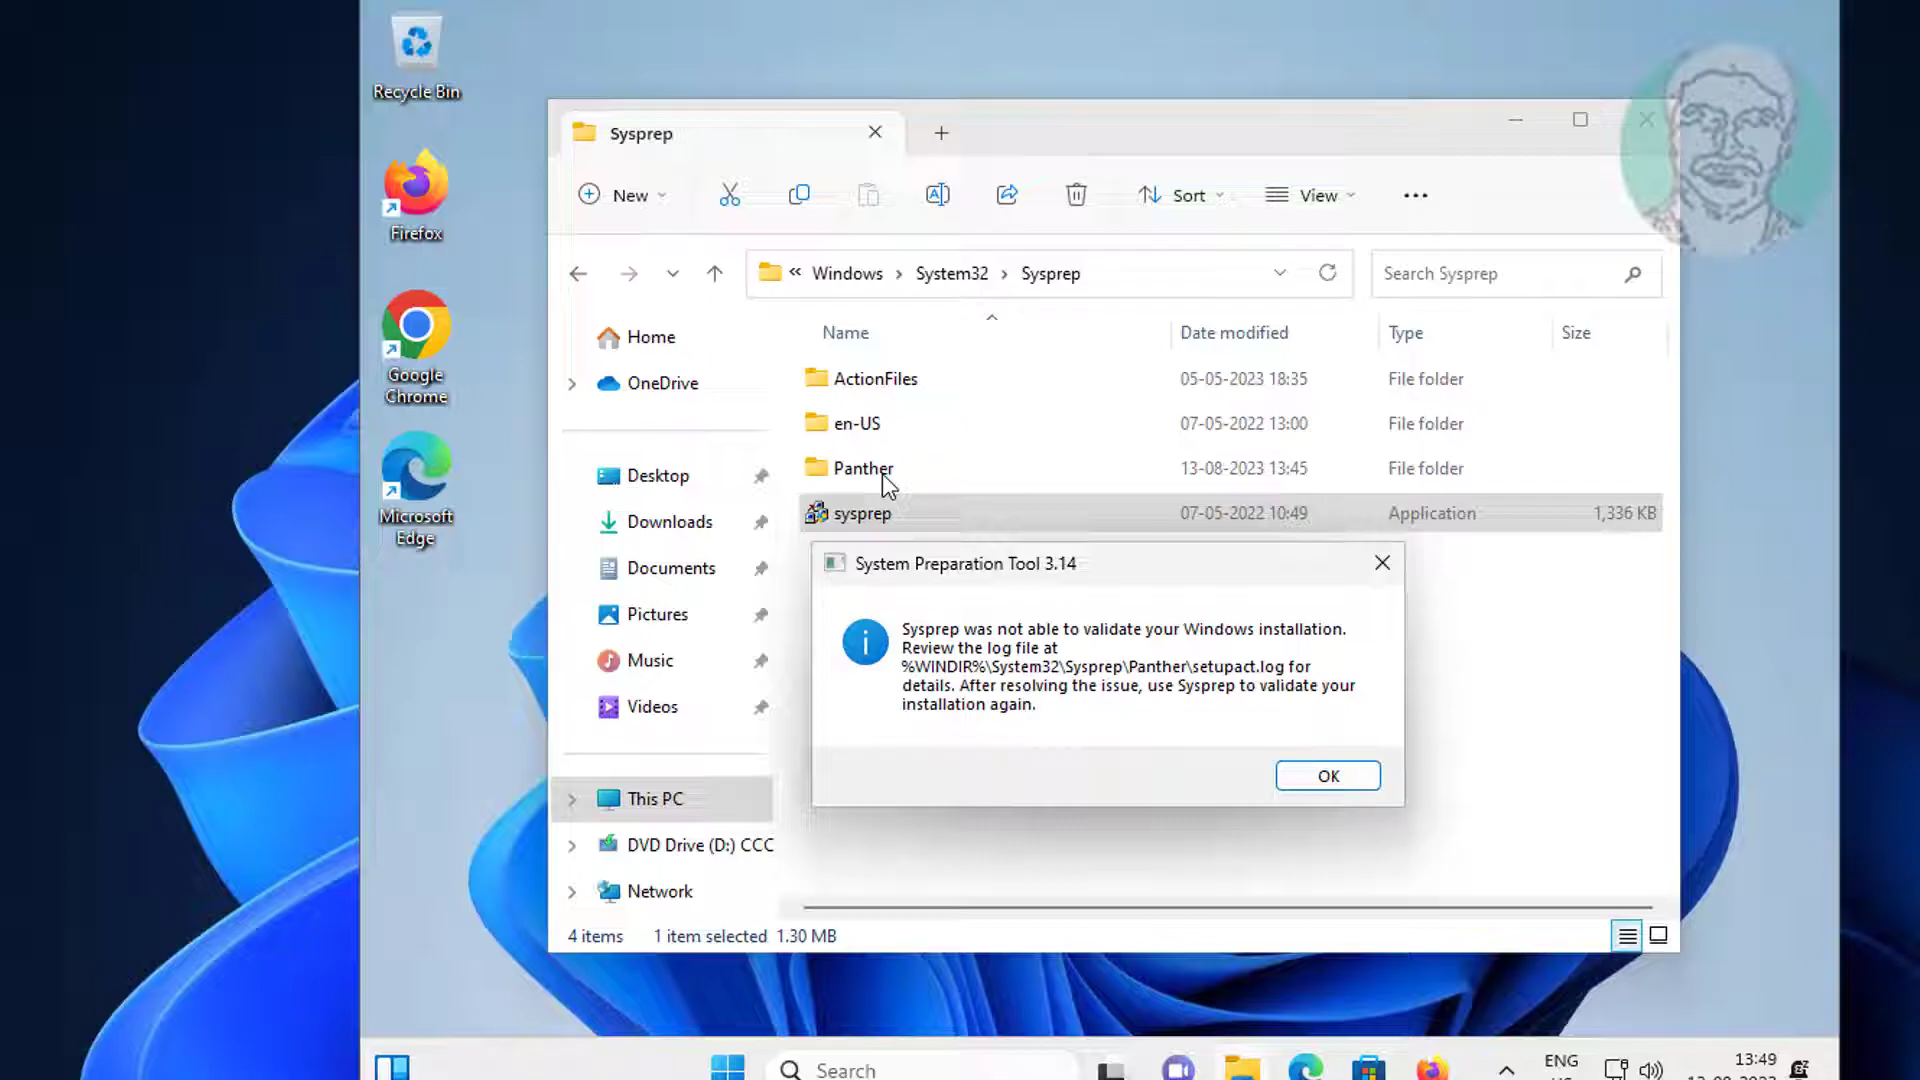 Recycle Bin
Firefox
Google
Chrome
Microsoft
Edge
Sysprep
New
Sort
View
Windows
System32
Sysprep
Search Sysprep
Name
Date modified
Type
Size
Home
OneDrive
Desktop
Downloads
Documents
Pictures
Music
Videos
This PC
DVD Drive (D:) CCC
Network
ActionFiles 05-05-2023 18:35 File folder
en-US 07-05-2022 13:00 File folder
Panther 13-08-2023 13:45 File folder
sysprep 07-05-2022 10:49 Application 1,336 KB
System Preparation Tool 3.14
Sysprep was not able to validate your Windows installation.
Review the log file at
%WINDIR%\System32\Sysprep\Panther\setupact.log for
details. After resolving the issue, use Sysprep to validate your
installation again.
OK
4 items 1 item selected 1.30 MB
Search
ENG
13:49